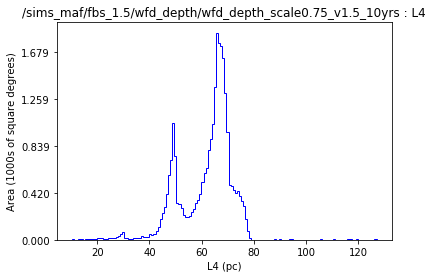 /sims_maf/fbs_1.5/wfd_depth/wfd_depth_scale0.75_v1.5_10yrs : L4
1.679
1.259
0.839
0.420
0.000
Area (1000s of square degrees)
20 40 60 80 100 120
L4 (pc)